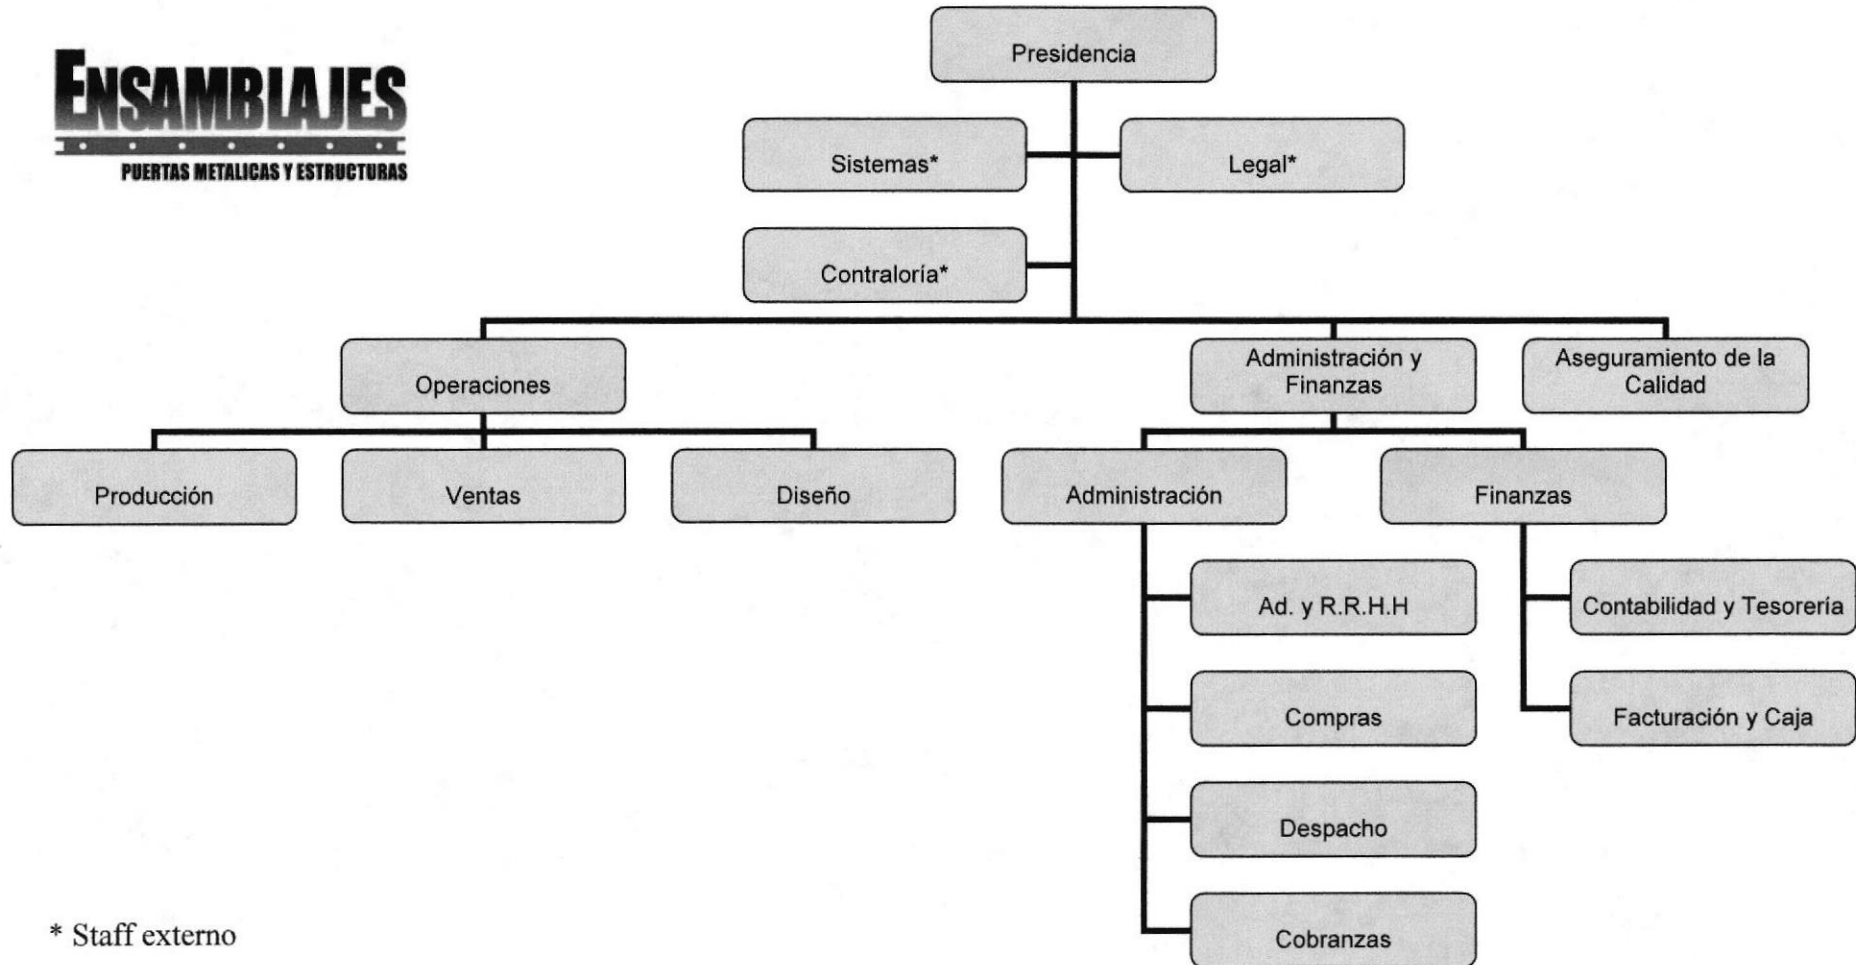 Presidencia
ENSAMBLAJES
PUERTAS METALICAS Y ESTRUCTURAS
Sistemas*
Legal*
Contraloría*
Operaciones
Administración y
Finanzas
Aseguramiento de la
Calidad
Producción
Ventas
Diseño
Administración
Finanzas
Ad. y R.R.H.H
Contabilidad y Tesorería
Compras
Facturación y Caja
Despacho
Cobranzas
* Staff externo